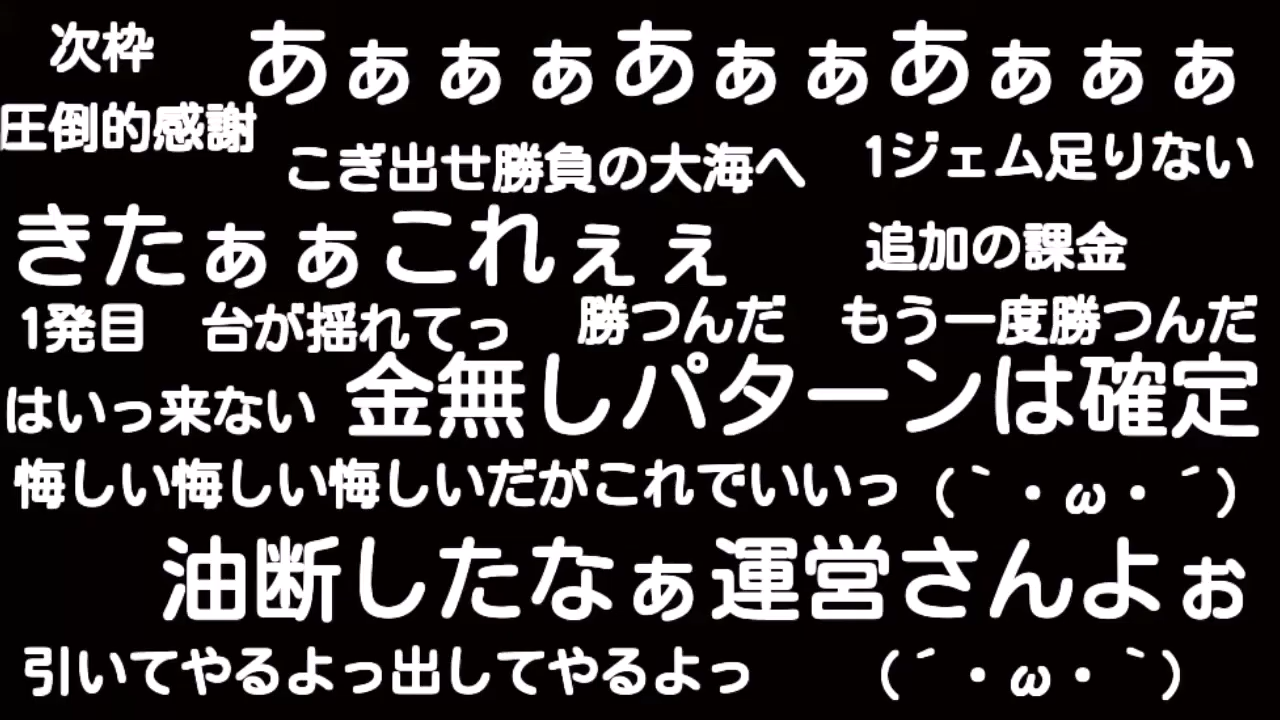 次枠
あぁぁぁあぁぁあぁぁぁ
圧倒的感謝
こぎ出せ勝負の大海へ
1ジェム足りない
きたぁぁこれぇぇ
追加の課金
1発目　台が揺れてっ
勝つんだ　もう一度勝つんだ
はいっ来ない
金無しパターンは確定
悔しい悔しい悔しいだがこれでいいっ
(｀・ω・´)
油断したなぁ運営さんよぉ
引いてやるよっ出してやるよっ
(´・ω・｀)